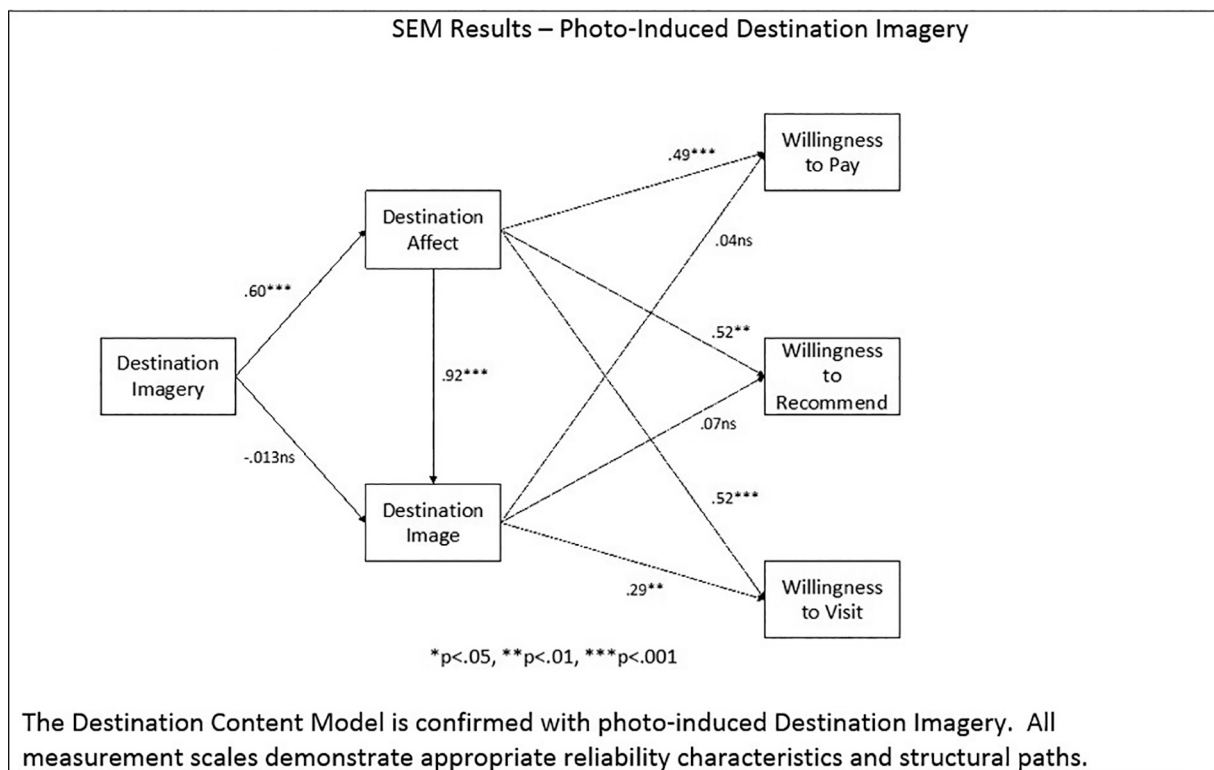 SEM Results – Photo-Induced Destination Imagery
Willingness
to Pay
.49***
Destination
Affect
.04ns
.60***
.52**
Destination
Imagery
.92***
Willingness
to
Recommend
.07ns
-.013ns
.52***
Destination
Image
.29**
Willingness
to Visit
*p<.05, **p<.01, ***p<.001
The Destination Content Model is confirmed with photo-induced Destination Imagery.  All
measurement scales demonstrate appropriate reliability characteristics and structural paths.